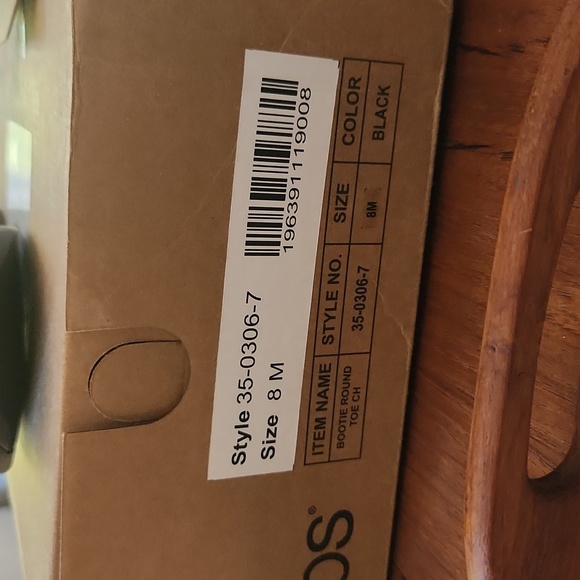 Style 35-0306-7
Size 8 M
196391119008
ITEM NAME STYLE NO. SIZE COLOR
BOOTIE ROUND TOE CH 35-0306-7 8M BLACK
OS®